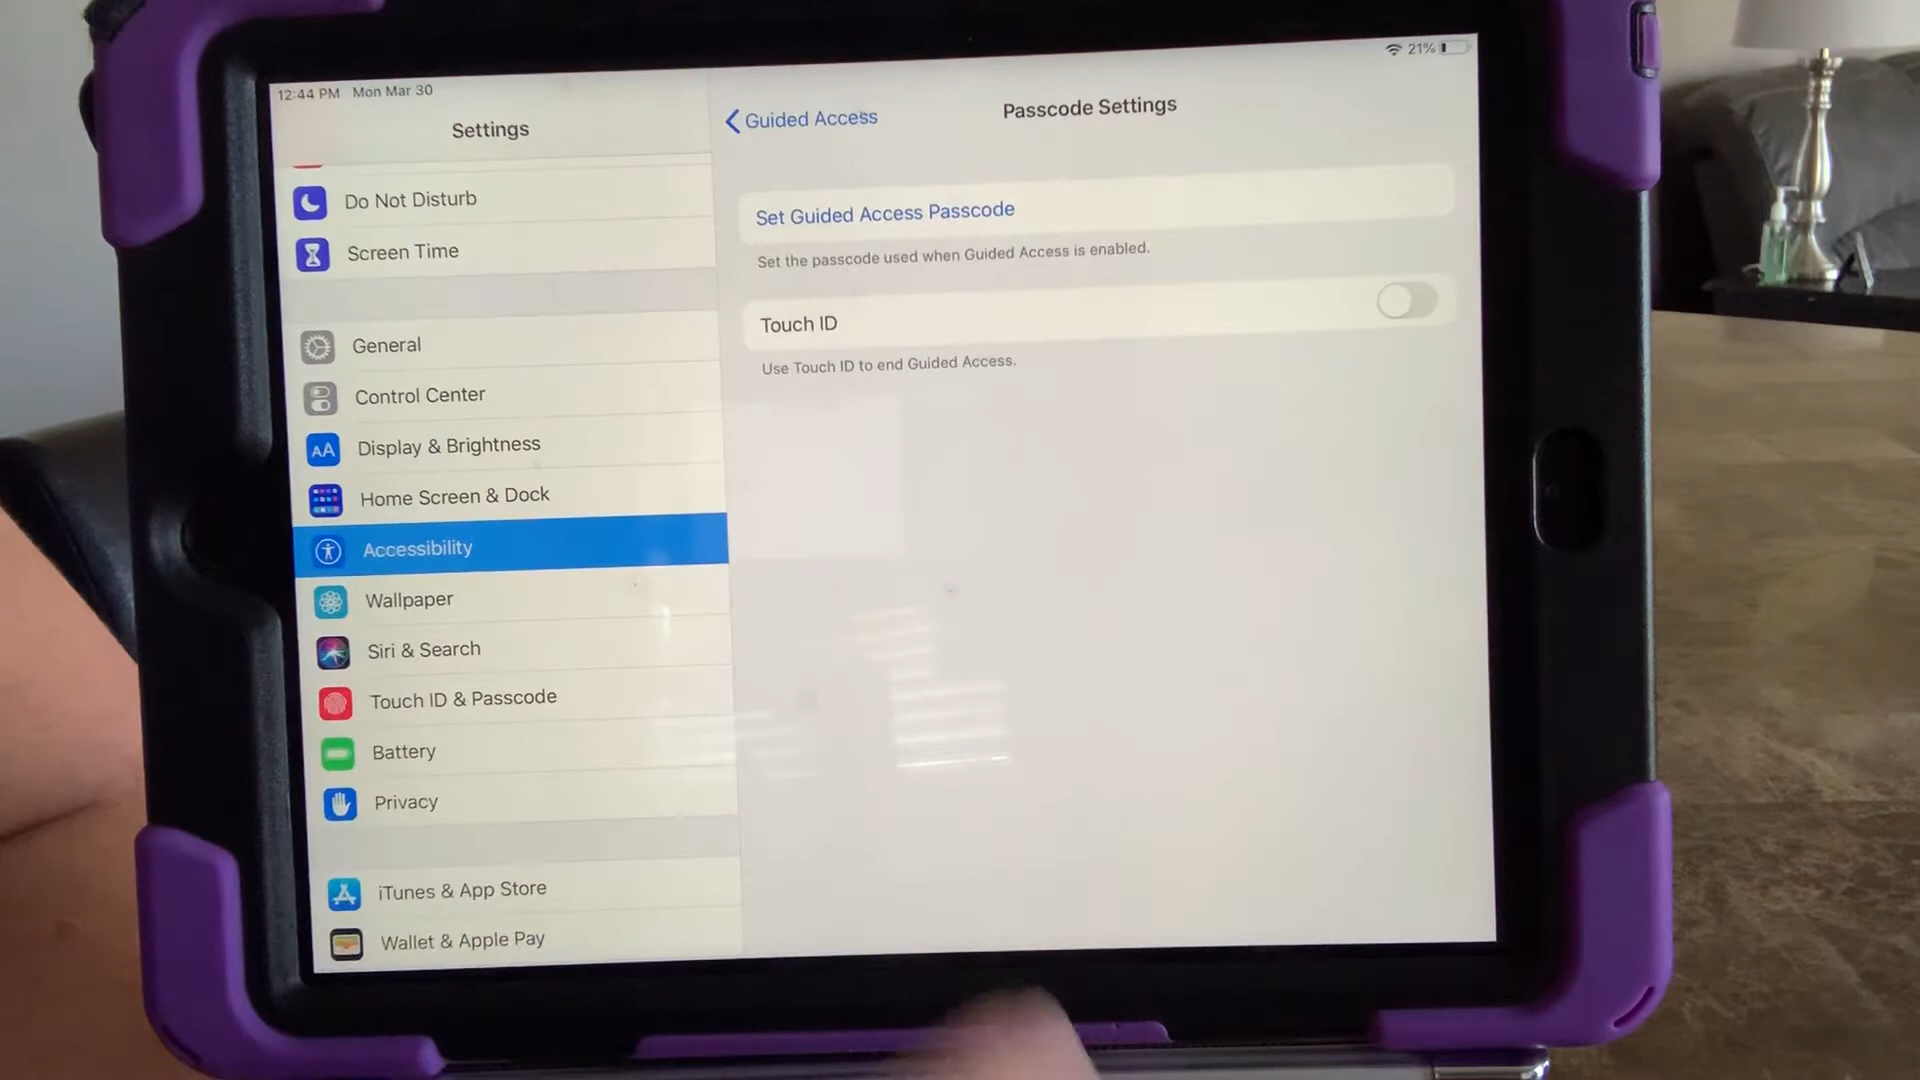 12:44 PM Mon Mar 30
21%
Settings
Do Not Disturb
Screen Time
General
Control Center
AA Display & Brightness
Home Screen & Dock
Accessibility
Wallpaper
Siri & Search
Touch ID & Passcode
Battery
Privacy
iTunes & App Store
Wallet & Apple Pay
Guided Access
Passcode Settings
Set Guided Access Passcode
Set the passcode used when Guided Access is enabled.
Touch ID
Use Touch ID to end Guided Access.